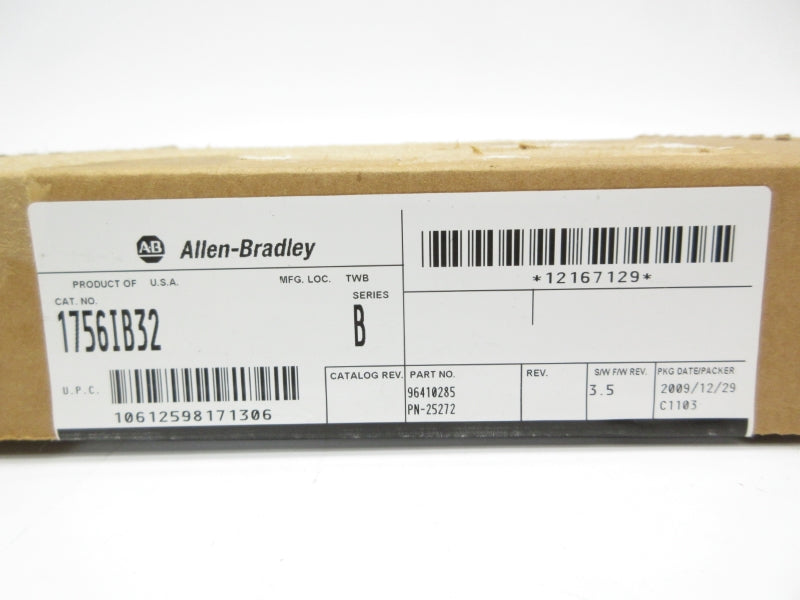 A·B Allen-Bradley
*12167129*
PRODUCT OF U.S.A. MFG. LOC. TWB
CAT. NO. SERIES
1756IB32 B
U.P.C.
10612598171306
CATALOG REV. PART NO. REV. S/W F/W REV. PKG DATE/PACKER
96410285 3.5 2009/12/29
PN-25272 C1103